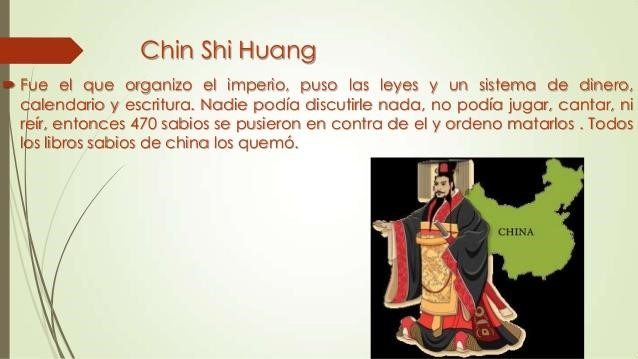 Chin Shi Huang
Fue el que organizo el imperio, puso las leyes y un sistema de dinero,
calendario y escritura. Nadie podía discutirle nada, no podía jugar, cantar, ni
reír, entonces 470 sabios se pusieron en contra de el y ordeno matarlos . Todos
los libros sabios de china los quemó.
CHINA